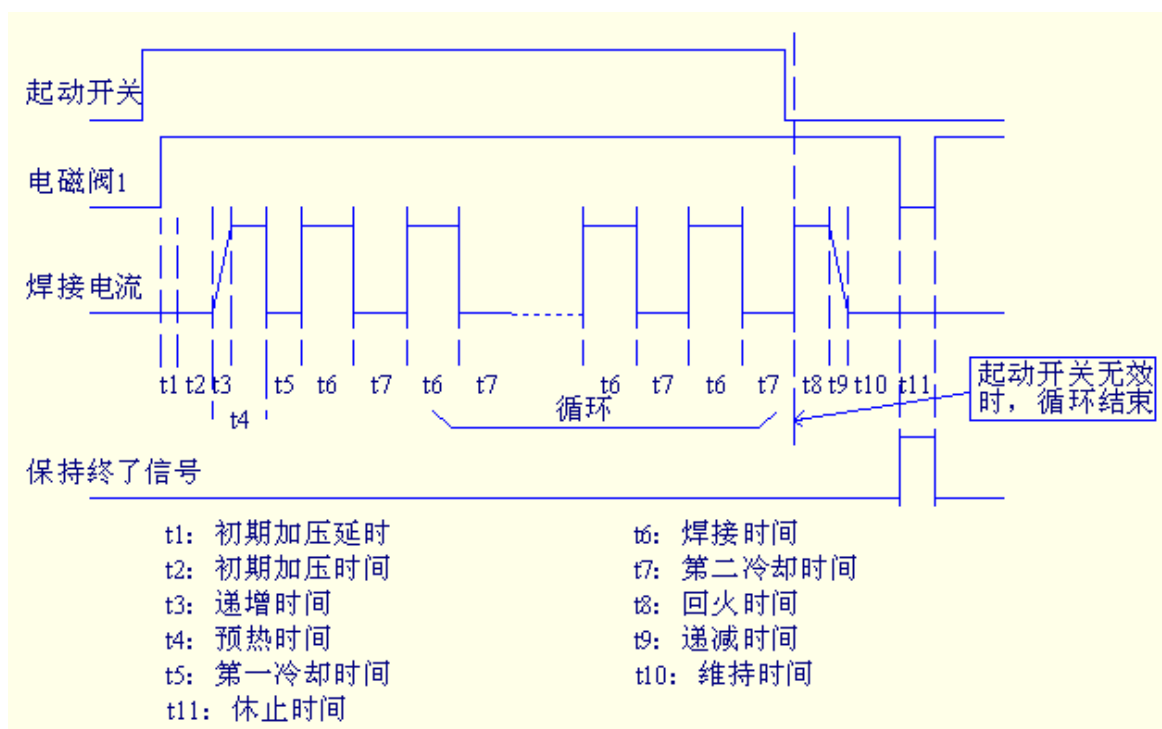 起动开关
电磁阀1
焊接电流
t1 t2 t3 t5 t6 t7 t6 t7 t6 t7 t6 t7 t8 t9 t10 t11
t4
循环
起动开关无效
时，循环结束
保持终了信号
t1：初期加压延时
t6：焊接时间
t2：初期加压时间
t7：第二冷却时间
t3：递增时间
t8：回火时间
t4：预热时间
t9：递减时间
t5：第一冷却时间
t10：维持时间
t11：休止时间